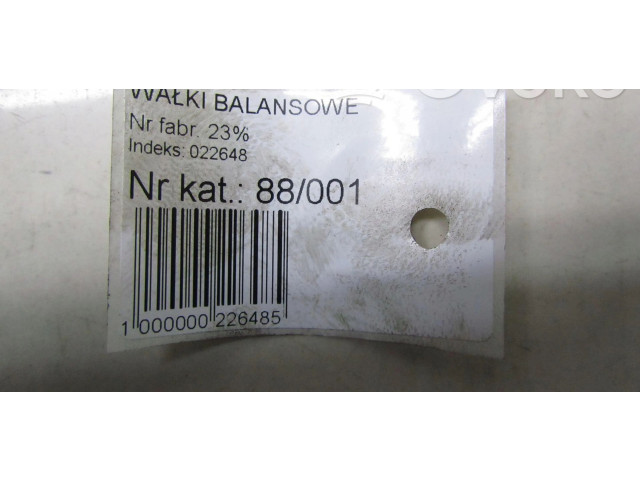 WAŁKI BALANSOWE
Nr fabr. 23%
Indeks: 022648
Nr kat.: 88/001
1 000000 226485